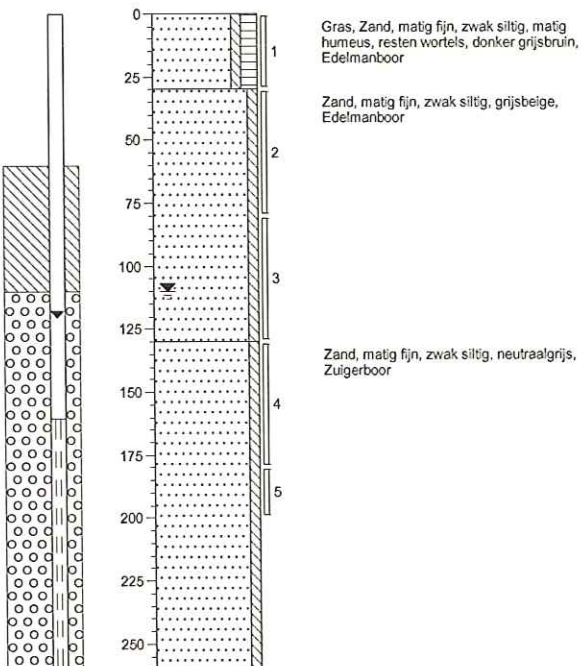 0
25
50
75
100
125
150
175
200
225
250
1
2
3
4
5
Gras, Zand, matig fijn, zwak siltig, matig
humeus, resten wortels, donker grijsbruin,
Edelmanboor
Zand, matig fijn, zwak siltig, grijsbeige,
Edelmanboor
Zand, matig fijn, zwak siltig, neutraalgrijs,
Zuigerboor